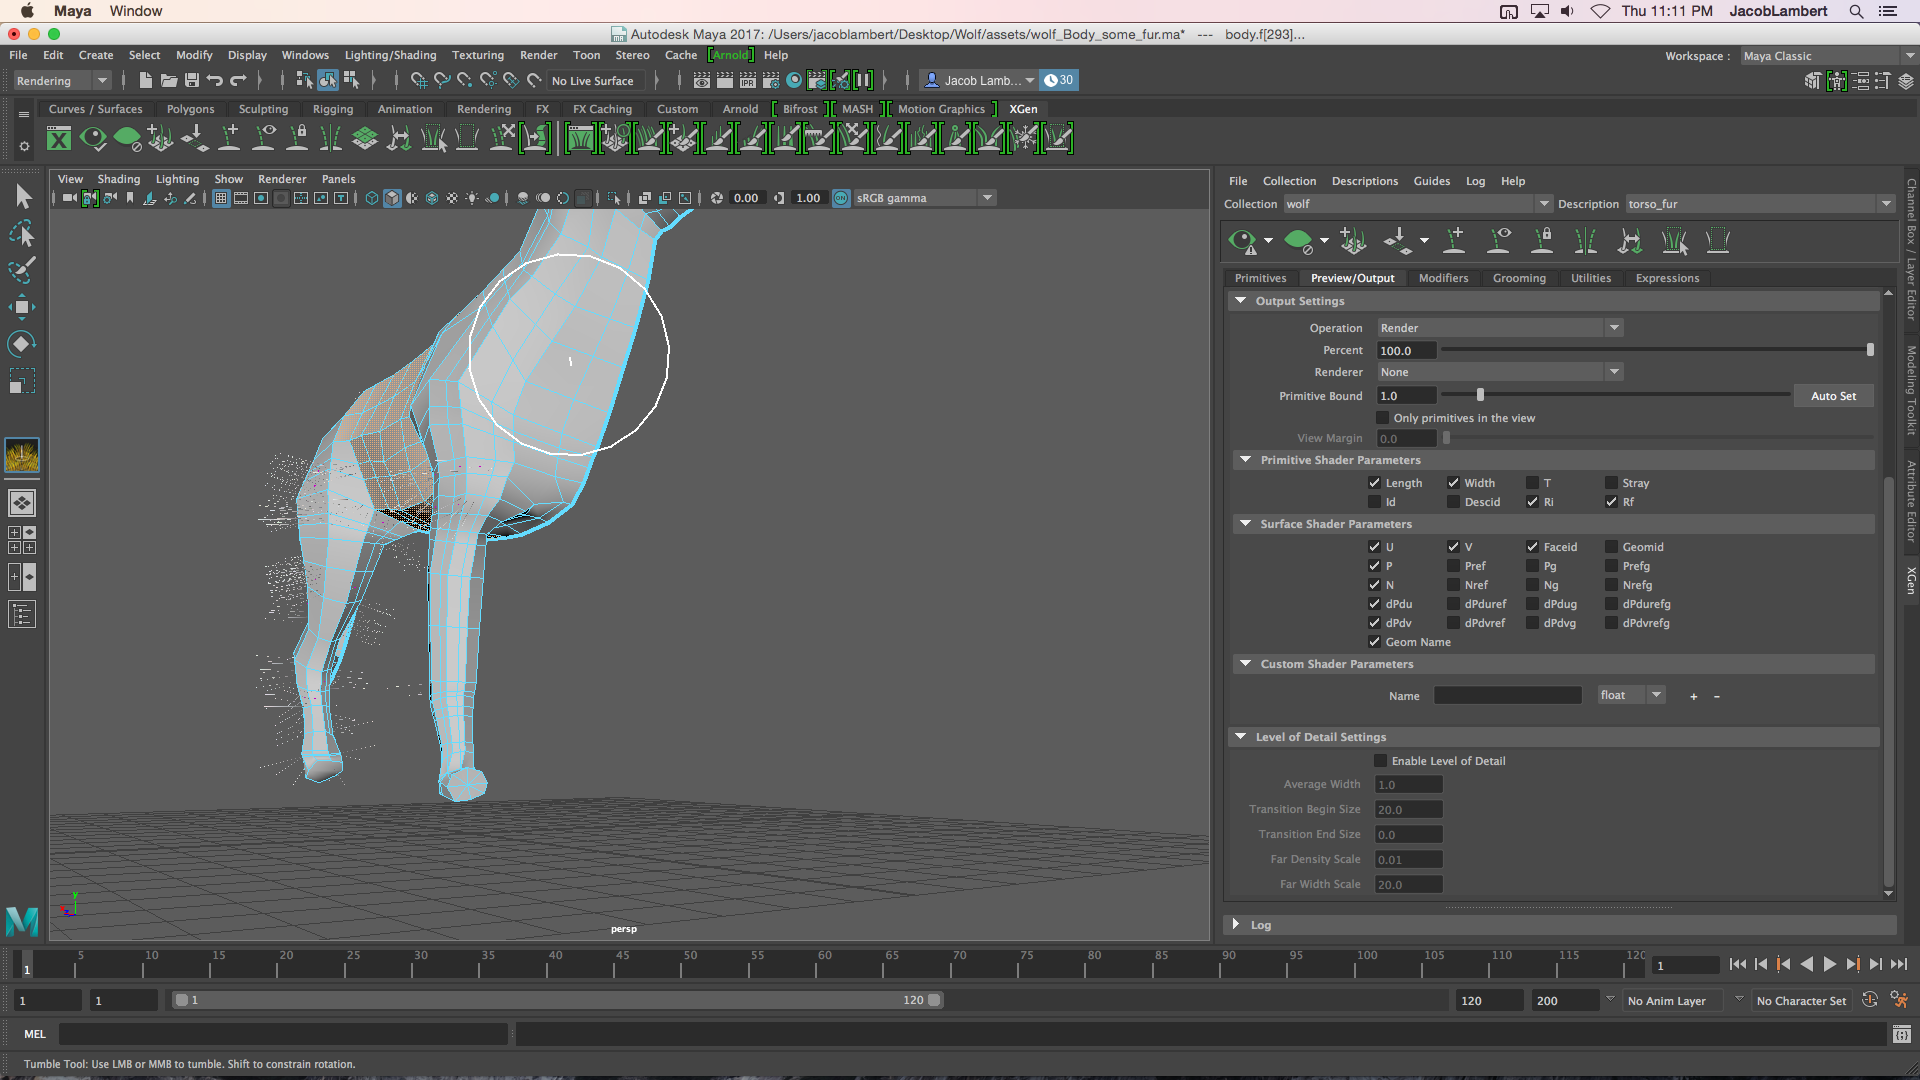 Maya Window Thu 11:11 PM JacobLambert
Autodesk Maya 2017: /Users/jacoblambert/Desktop/Wolf/assets/wolf_Body_some_fur.ma* --- body.f[293]...
File Edit Create Select Modify Display Windows Lighting/Shading Texturing Render Toon Stereo Cache [Arnold] Help Workspace : Maya Classic
Rendering No Live Surface IPR Jacob Lamb... 30
Curves / Surfaces Polygons Sculpting Rigging Animation Rendering FX FX Caching Custom Arnold [ Bifrost ][ MASH ][ Motion Graphics ] XGen
View Shading Lighting Show Renderer Panels
0.00 1.00 ON sRGB gamma
File Collection Descriptions Guides Log Help
Collection wolf Description torso_fur
Primitives Preview/Output Modifiers Grooming Utilities Expressions
Output Settings
Operation Render
Percent 100.0
Renderer None
Primitive Bound 1.0 Auto Set
Only primitives in the view
View Margin 0.0
Primitive Shader Parameters
Length Width T Stray
Id Descid Ri Rf
Surface Shader Parameters
U V Faceid Geomid
P Pref Pg Prefg
N Nref Ng Nrefg
dPdu dPduref dPdug dPdurefg
dPdv dPdvref dPdvg dPdvrefg
Geom Name
Custom Shader Parameters
Name float + -
Level of Detail Settings
Enable Level of Detail
Average Width 1.0
Transition Begin Size 20.0
Transition End Size 0.0
Far Density Scale 0.01
Far Width Scale 20.0
Log
Channel Box / Layer Editor
Modeling Toolkit
Attribute Editor
XGen
y
z
persp
1 5 10 15 20 25 30 35 40 45 50 55 60 65 70 75 80 85 90 95 100 105 110 115 120 1
1 1 1 120 120 200 No Anim Layer No Character Set
MEL
Tumble Tool: Use LMB or MMB to tumble. Shift to constrain rotation.